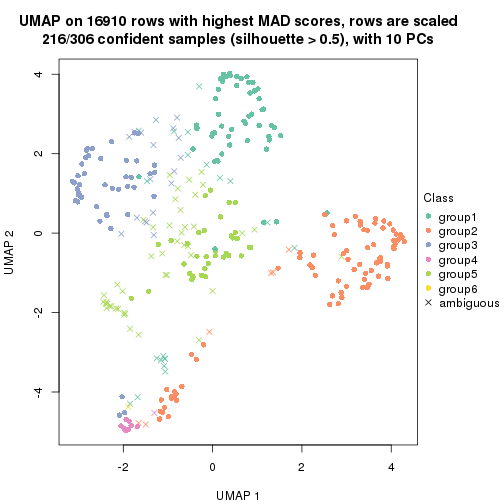 UMAP on 16910 rows with highest MAD scores, rows are scaled
216/306 confident samples (silhouette > 0.5), with 10 PCs
4
2
0
-2
-4
UMAP 2
-2
0
2
4
UMAP 1
Class
group1
group2
group3
group4
group5
group6
ambiguous